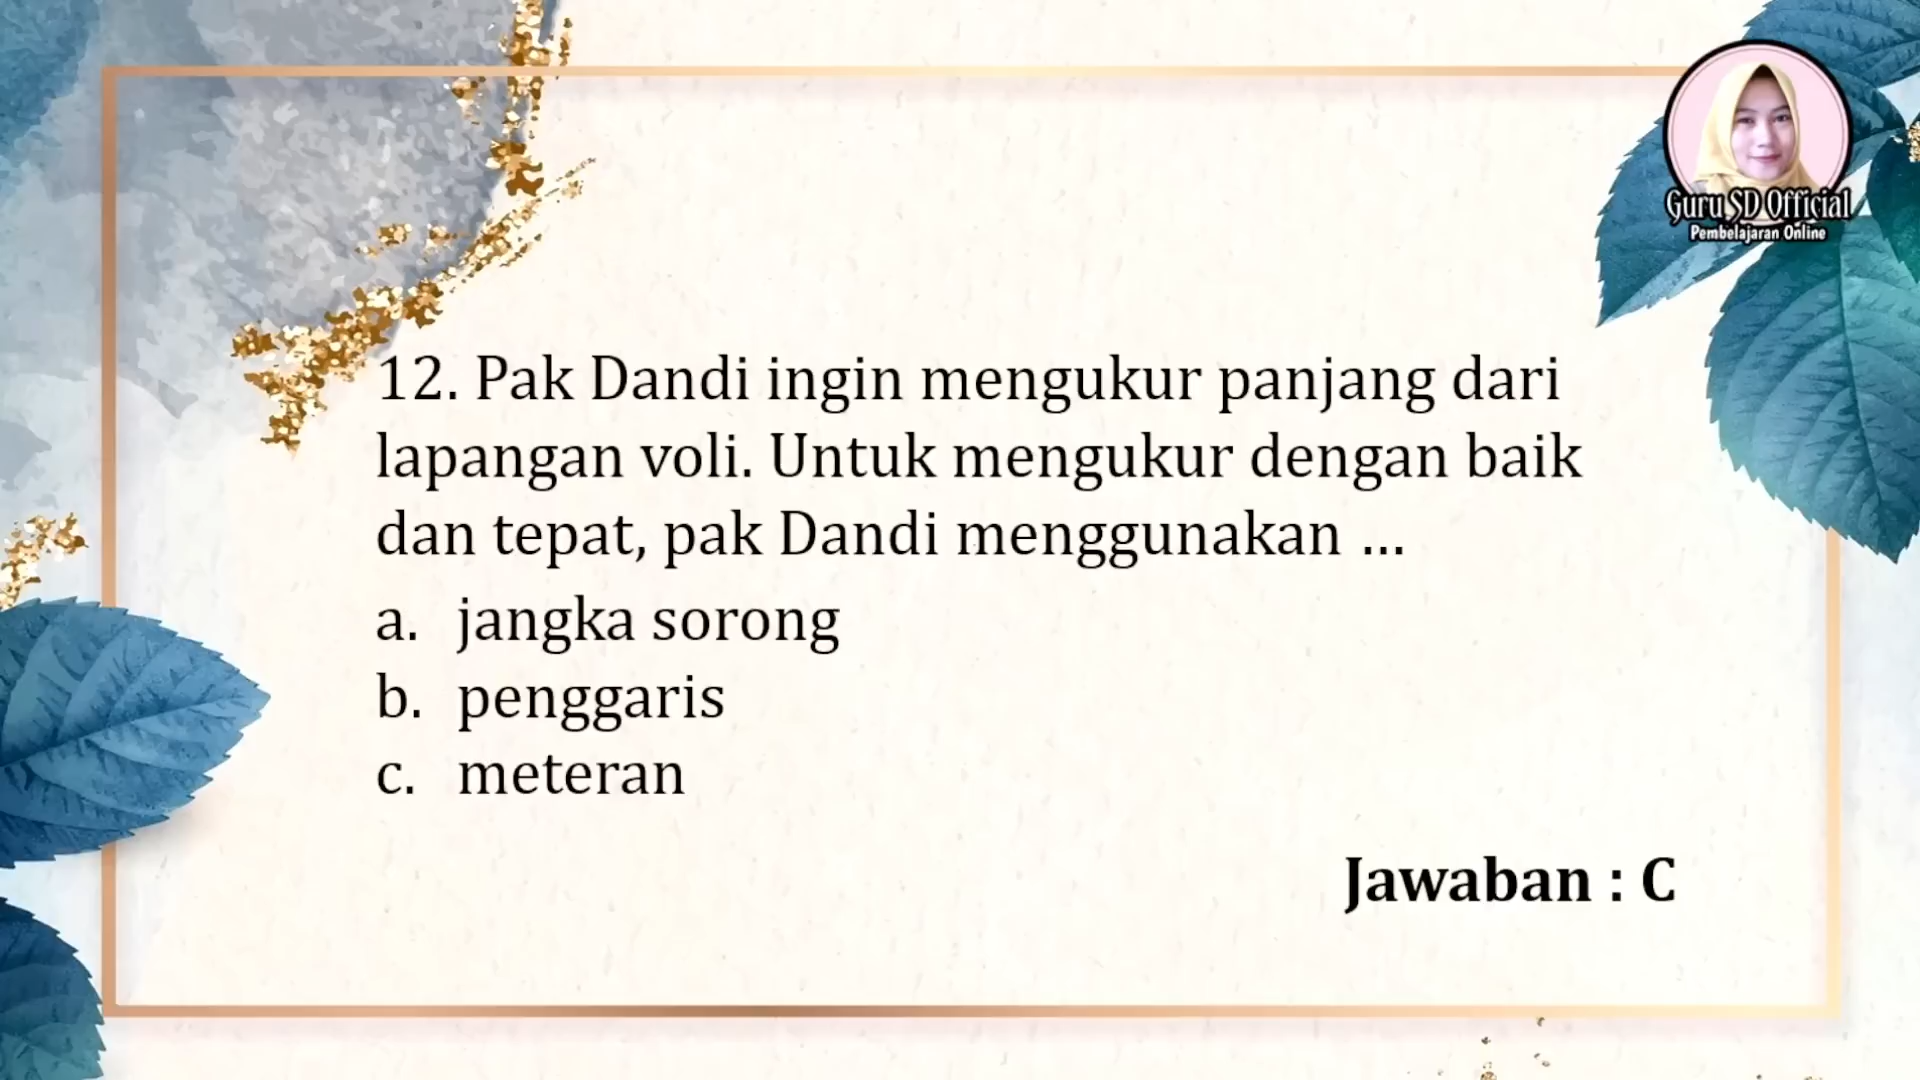 Guru SD Official
Pembelajaran Online
12. Pak Dandi ingin mengukur panjang dari
lapangan voli. Untuk mengukur dengan baik
dan tepat, pak Dandi menggunakan ...
a. jangka sorong
b. penggaris
c. meteran
Jawaban : C